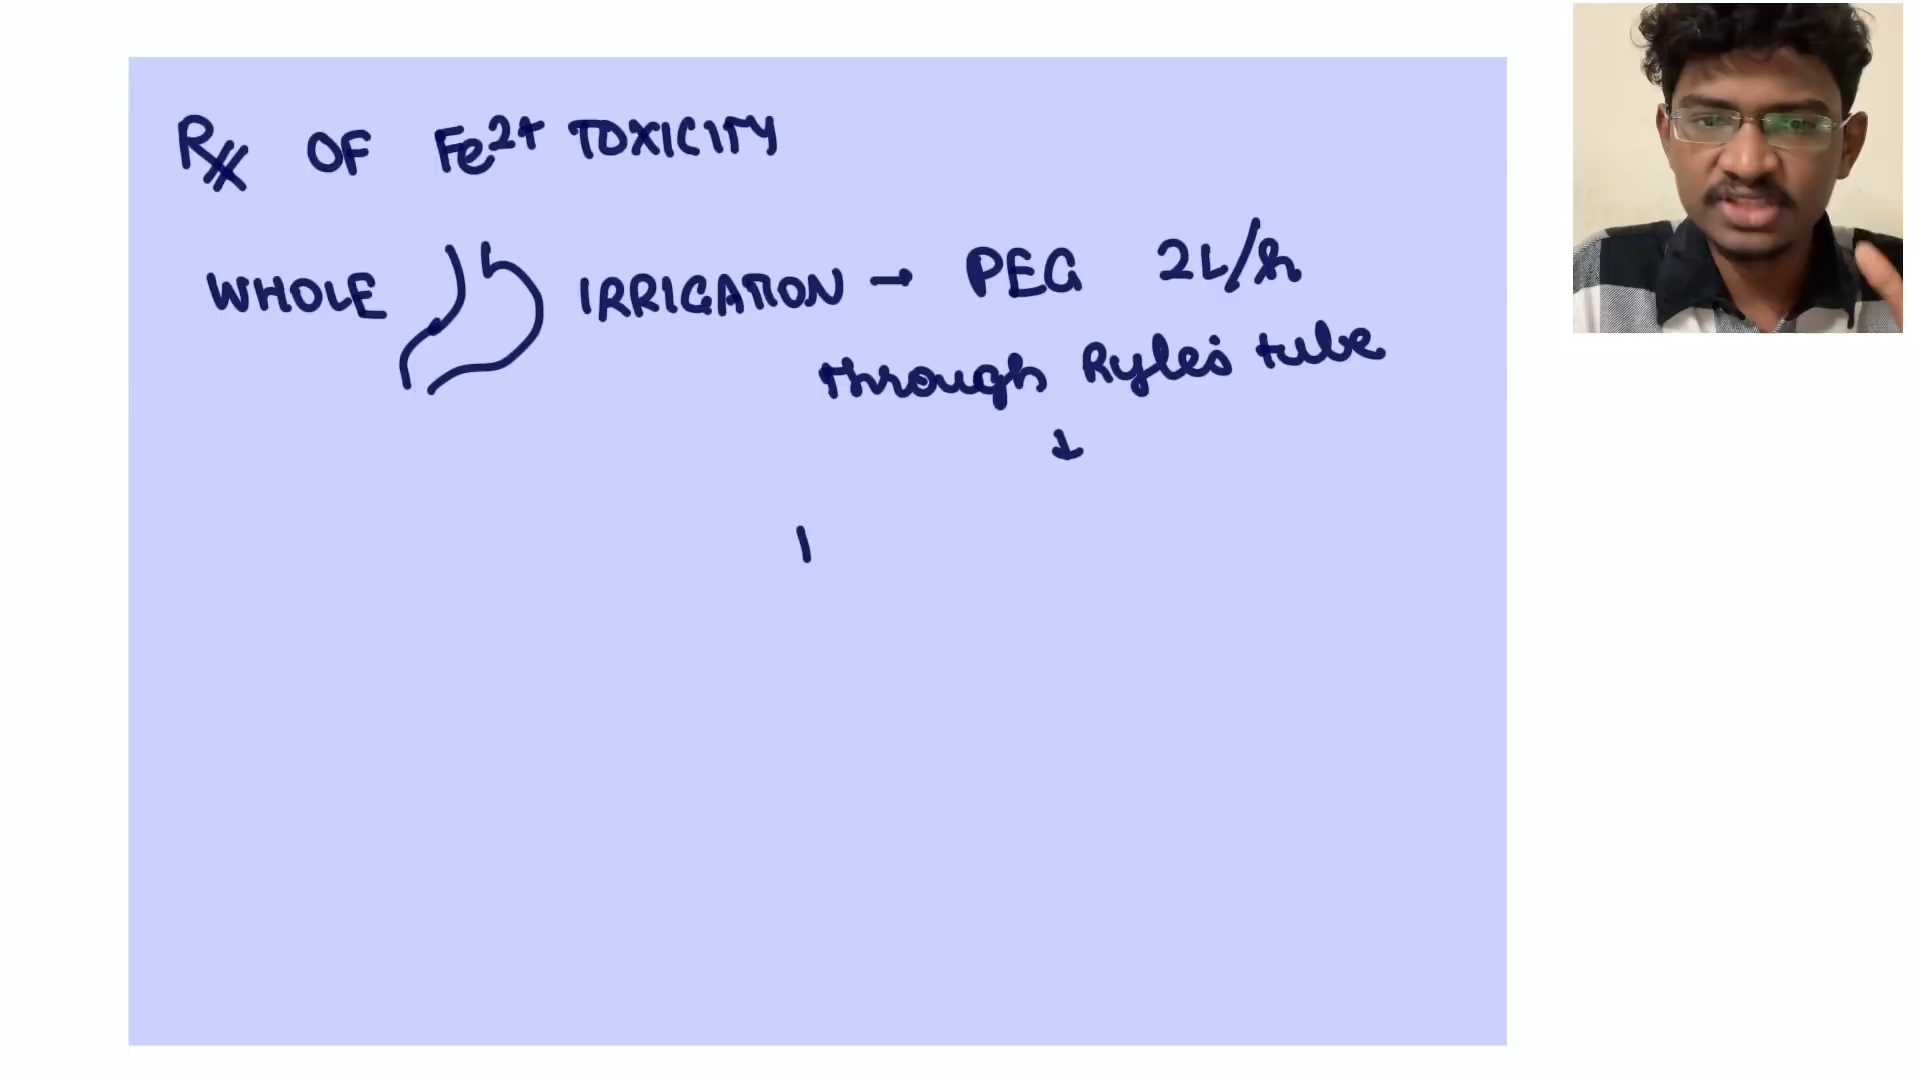 Rx OF Fe²⁺ TOXICITY
WHOLE IRRIGATION → PEG 2L/h
through Ryle's tube
↓